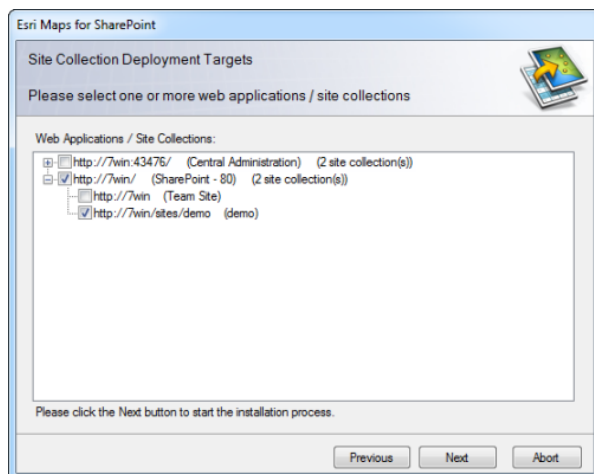 Esri Maps for SharePoint
Site Collection Deployment Targets
Please select one or more web applications / site collections
Web Applications / Site Collections:
http://7win:43476/ (Central Administration) (2 site collection(s))
http://7win/ (SharePoint - 80) (2 site collection(s))
http://7win (Team Site)
http://7win/sites/demo (demo)
Please click the Next button to start the installation process.
Previous Next Abort